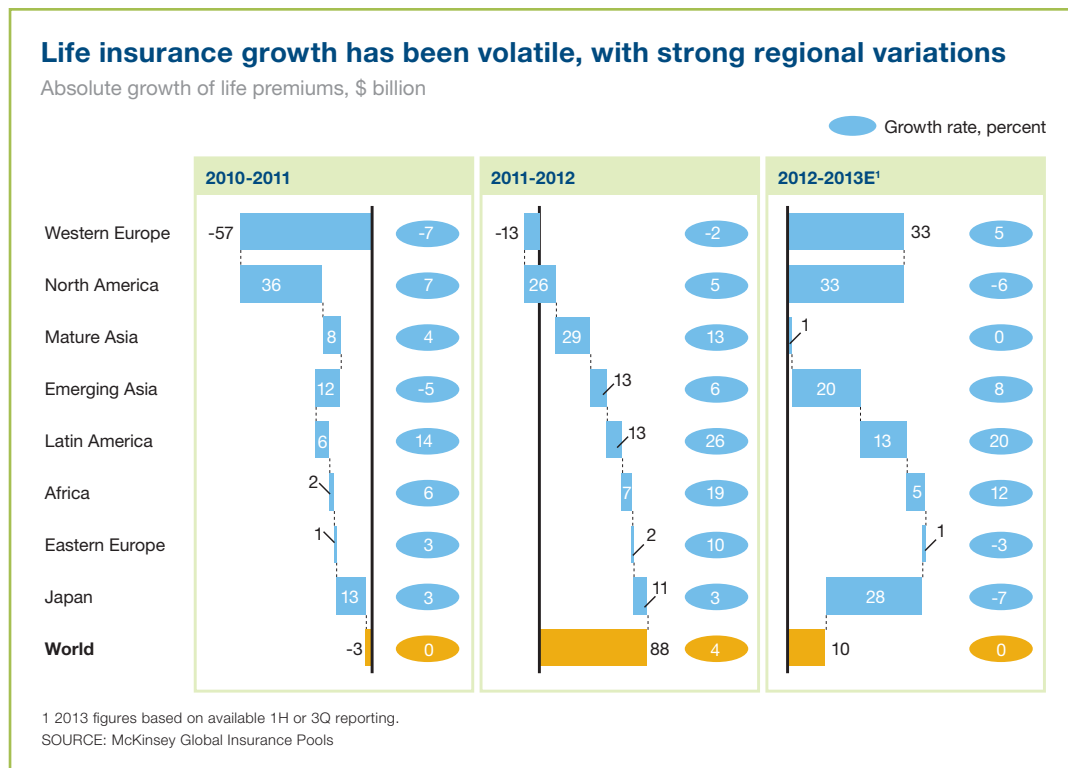 Life insurance growth has been volatile, with strong regional variations
Absolute growth of life premiums, $ billion
Growth rate, percent
2010-2011 2011-2012 2012-2013E1
Western Europe -57 -7 -13 -2 33 5
North America 36 7 26 5 33 -6
Mature Asia 8 4 29 13 1 0
Emerging Asia 12 -5 13 6 20 8
Latin America 6 14 13 26 13 20
Africa 2 6 7 19 5 12
Eastern Europe 1 3 2 10 1 -3
Japan 13 3 11 3 28 -7
World -3 0 88 4 10 0
1 2013 figures based on available 1H or 3Q reporting.
SOURCE: McKinsey Global Insurance Pools